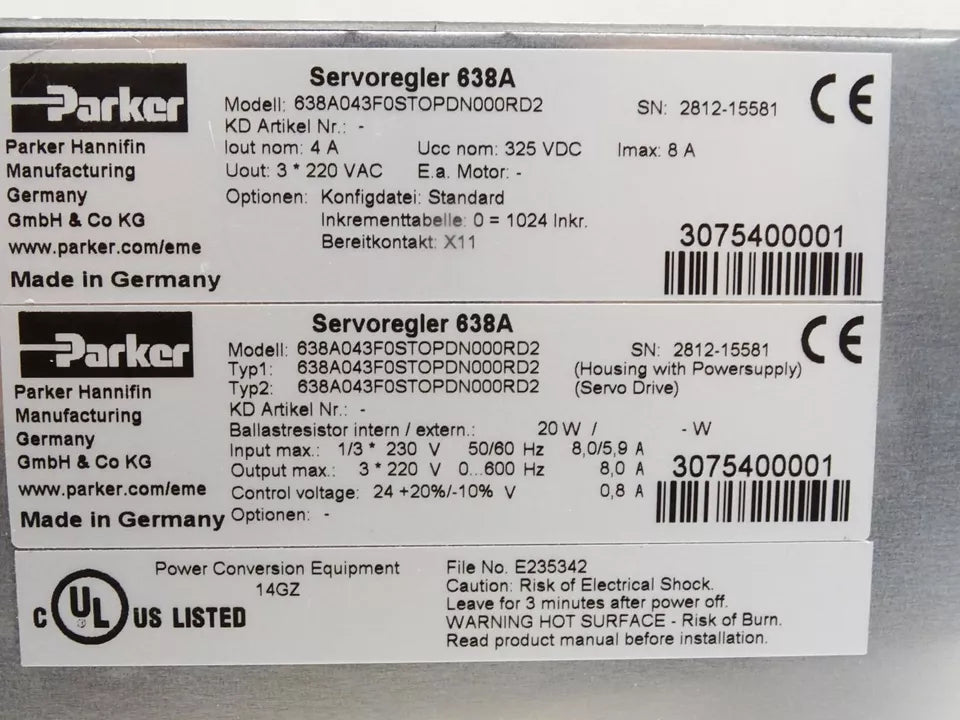 Parker
Servoregler 638A
Modell: 638A043F0STOPDN000RD2
SN: 2812-15581
CE
KD Artikel Nr.: -
Parker Hannifin
Manufacturing
Germany
GmbH & Co KG
www.parker.com/eme
Made in Germany
Iout nom: 4 A
Ucc nom: 325 VDC
Imax: 8 A
Uout: 3 * 220 VAC
E.a. Motor: -
Optionen: Konfigdatei: Standard
Inkrementtabelle: 0 = 1024 Inkr.
Bereitkontakt: X11
3075400001
Parker
Servoregler 638A
Modell: 638A043F0STOPDN000RD2
SN: 2812-15581
CE
Typ1: 638A043F0STOPDN000RD2 (Housing with Powersupply)
Typ2: 638A043F0STOPDN000RD2 (Servo Drive)
Parker Hannifin
Manufacturing
Germany
GmbH & Co KG
www.parker.com/eme
Made in Germany
KD Artikel Nr.: -
Ballastresistor intern / extern.: 20 W / - W
Input max.: 1/3 * 230 V 50/60 Hz 8,0/5,9 A
Output max.: 3 * 220 V 0...600 Hz 8,0 A
Control voltage: 24 +20%/-10% V 0,8 A
Optionen: -
3075400001
C UL US LISTED
Power Conversion Equipment
14GZ
File No. E235342
Caution: Risk of Electrical Shock.
Leave for 3 minutes after power off.
WARNING HOT SURFACE - Risk of Burn.
Read product manual before installation.